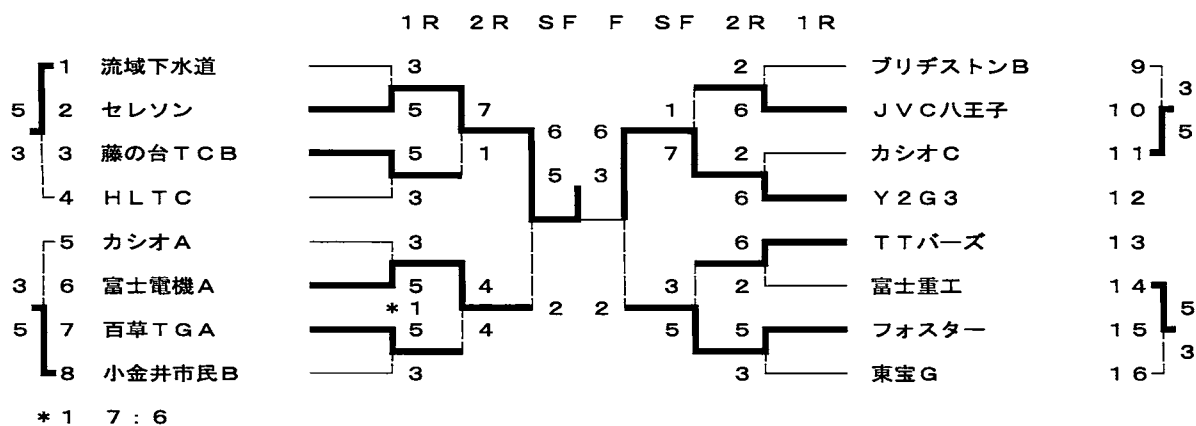 1R 2R SF F SF 2R 1R
1 流域下水道 3 2 ブリヂストンB 9
3
5 2 セレソン 5 7 1 6 JVC八王子 10
6 6
5
3 3 藤の台TCB 5 1 7 2 カシオC 11
5 3
4 HLTC 3 6 Y2G3 12
5 カシオA 3 6 TTバーズ 13
3 6 富士電機A 5 4 3 2 富士重工 14
*1 2 2
5
5 7 百草TGA 5 4 5 5 フォスター 15
3
8 小金井市民B 3 3 東宝G 16
*1 7:6